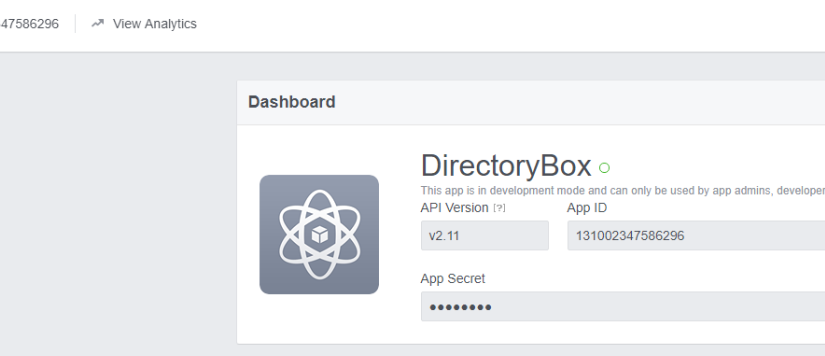 47586296 View Analytics
Dashboard
DirectoryBox
This app is in development mode and can only be used by app admins, developer
API Version [?] App ID
v2.11 131002347586296
App Secret
●●●●●●●●